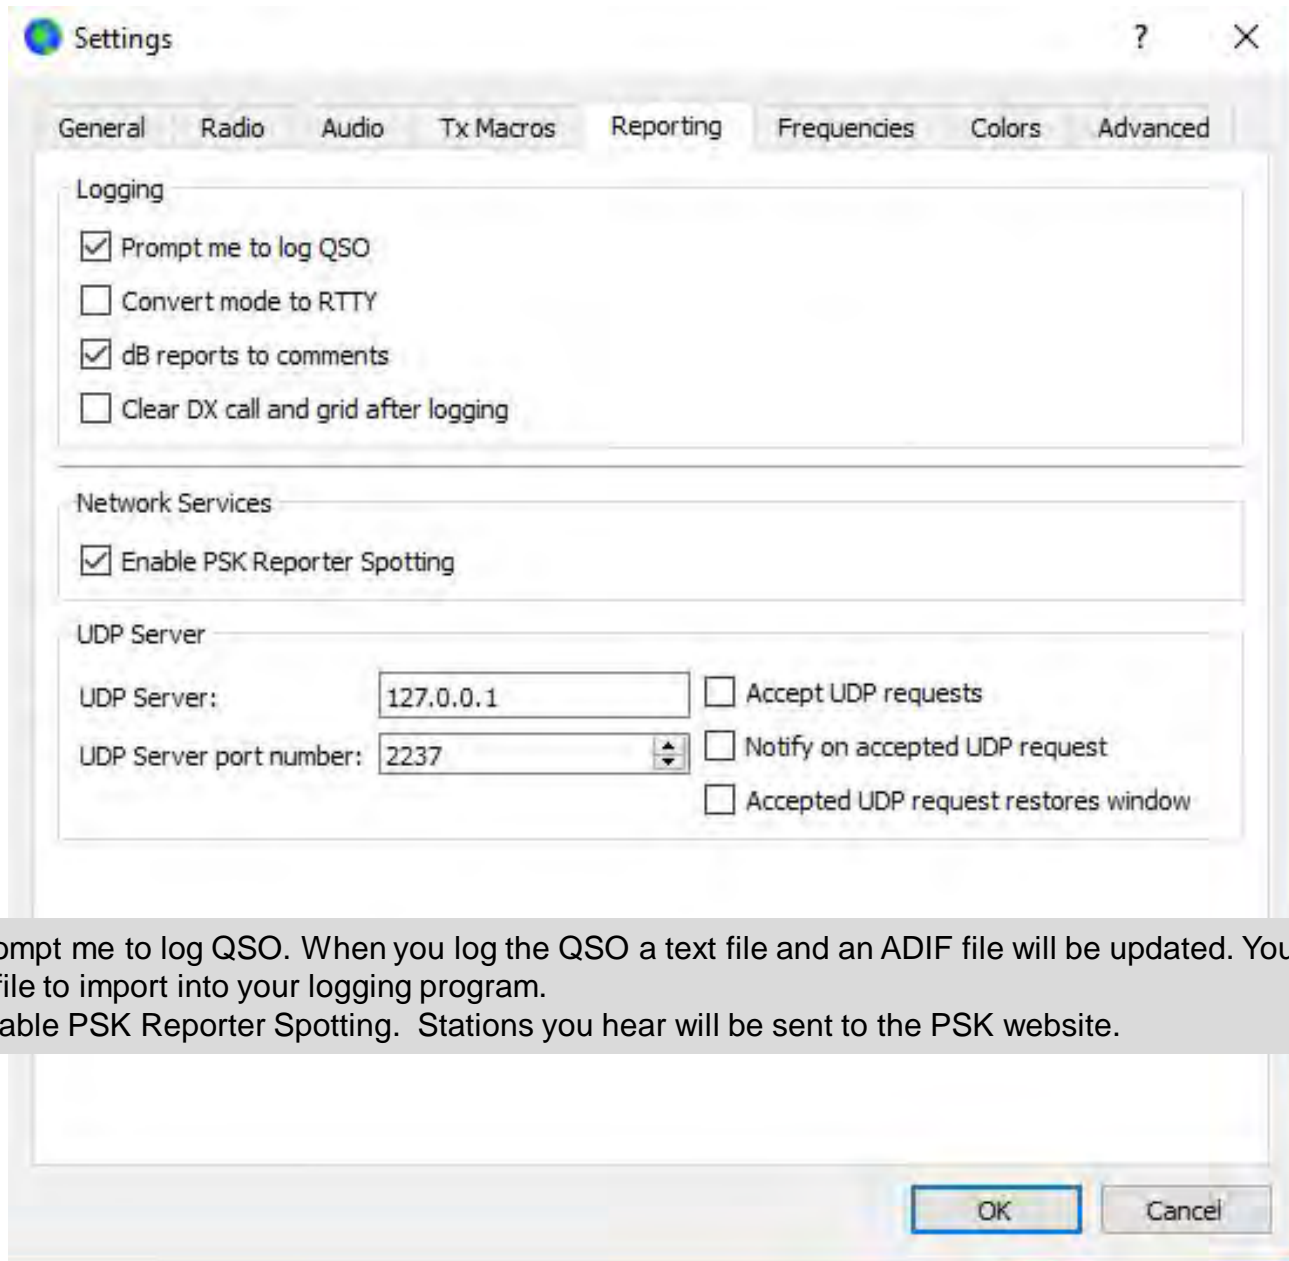 Settings ?
General Radio Audio Tx Macros Reporting Frequencies Colors Advanced
Logging
Prompt me to log QSO
Convert mode to RTTY
dB reports to comments
Clear DX call and grid after logging
Network Services
Enable PSK Reporter Spotting
UDP Server
UDP Server: 127.0.0.1 Accept UDP requests
UDP Server port number: 2237 Notify on accepted UDP request
Accepted UDP request restores window
ompt me to log QSO. When you log the QSO a text file and an ADIF file will be updated. You
file to import into your logging program.
able PSK Reporter Spotting. Stations you hear will be sent to the PSK website.
OK Cancel